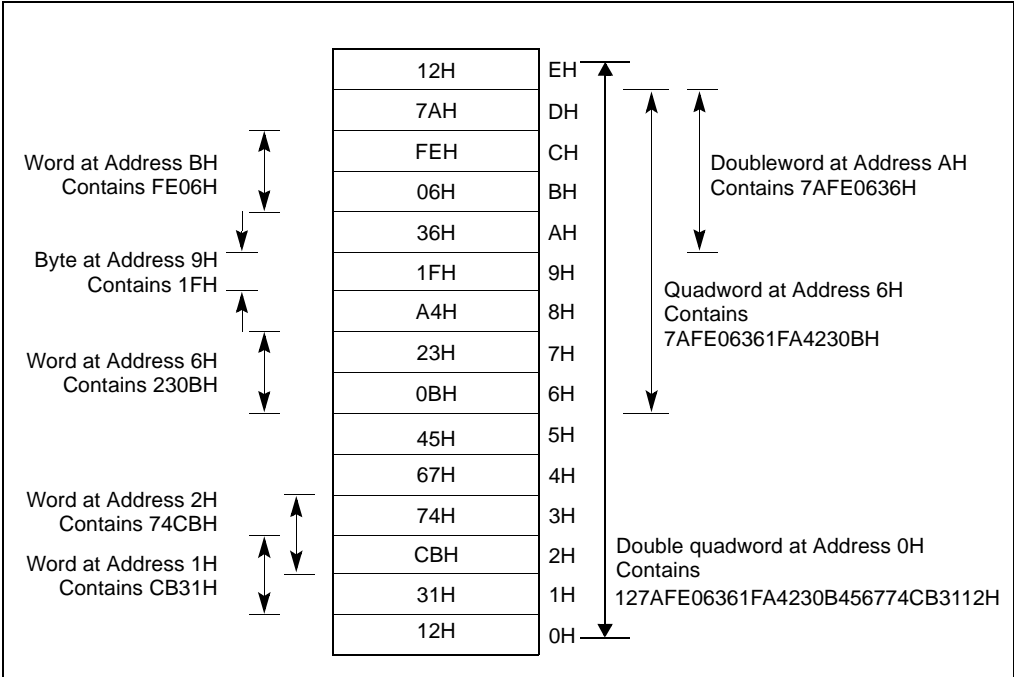 12H EH
7AH DH
FEH CH
06H BH
36H AH
1FH 9H
A4H 8H
23H 7H
0BH 6H
45H 5H
67H 4H
74H 3H
CBH 2H
31H 1H
12H 0H
Word at Address BH
Contains FE06H
Byte at Address 9H
Contains 1FH
Word at Address 6H
Contains 230BH
Word at Address 2H
Contains 74CBH
Word at Address 1H
Contains CB31H
Doubleword at Address AH
Contains 7AFE0636H
Quadword at Address 6H
Contains
7AFE06361FA4230BH
Double quadword at Address 0H
Contains
127AFE06361FA4230B456774CB3112H